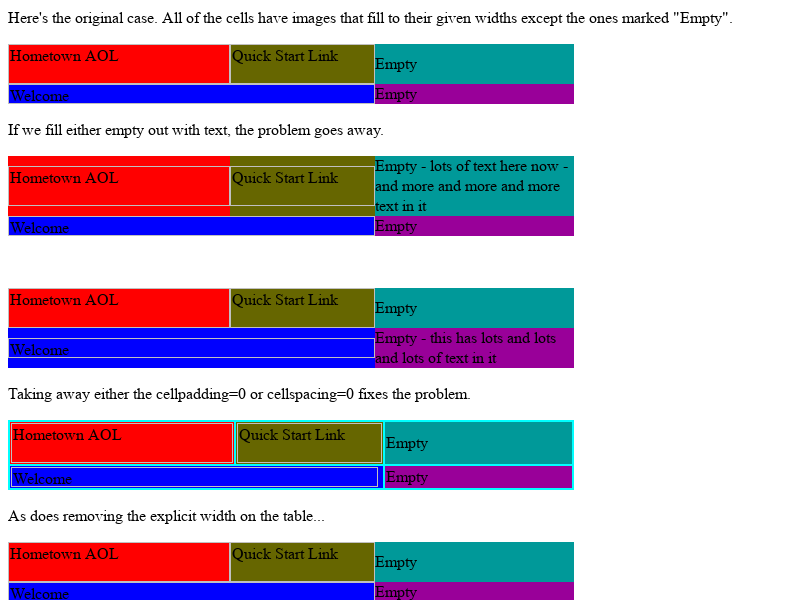 Here's the original case. All of the cells have images that fill to their given widths except the ones marked "Empty".
Hometown AOL Quick Start Link Empty
Welcome Empty
If we fill either empty out with text, the problem goes away.
Hometown AOL Quick Start Link Empty - lots of text here now -
and more and more and more
text in it
Welcome Empty
Hometown AOL Quick Start Link Empty
Welcome Empty - this has lots and lots
and lots of text in it
Taking away either the cellpadding=0 or cellspacing=0 fixes the problem.
Hometown AOL Quick Start Link Empty
Welcome Empty
As does removing the explicit width on the table...
Hometown AOL Quick Start Link Empty
Welcome Empty